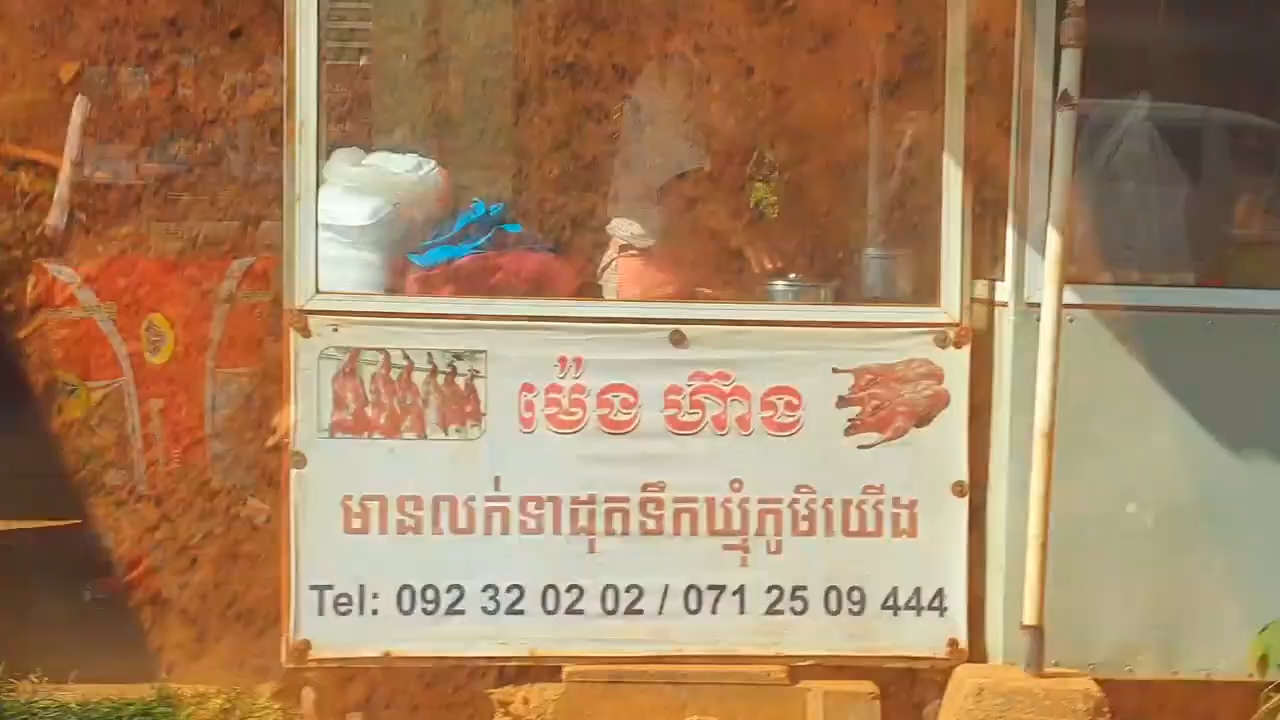 ម៉េង ហ៊ាង
មានលក់ទាដុតទឹកឃ្មុំភូមិយើង
Tel: 092 32 02 02 / 071 25 09 444